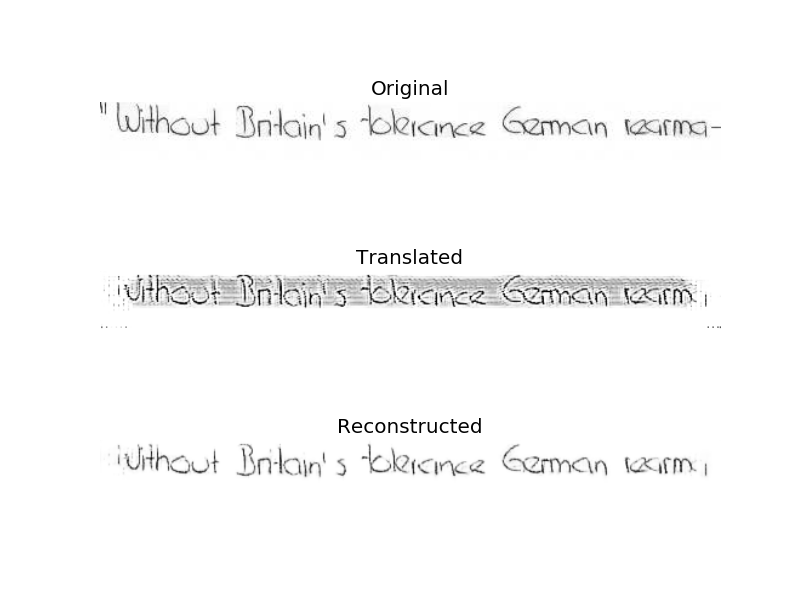 Original
"Without Britain's tolerance German rearma-
Translated
Without Britain's tolerance German rearm
Reconstructed
Without Britain's tolerance German rearm